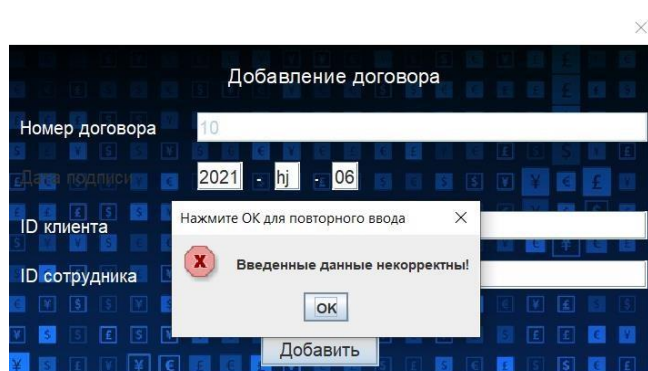 Добавление договора
Номер договора 10
Дата подписи 2021 - hj - 06
ID клиента
Нажмите ОК для повторного ввода
Введенные данные некорректны!
ID сотрудника
OK
Добавить